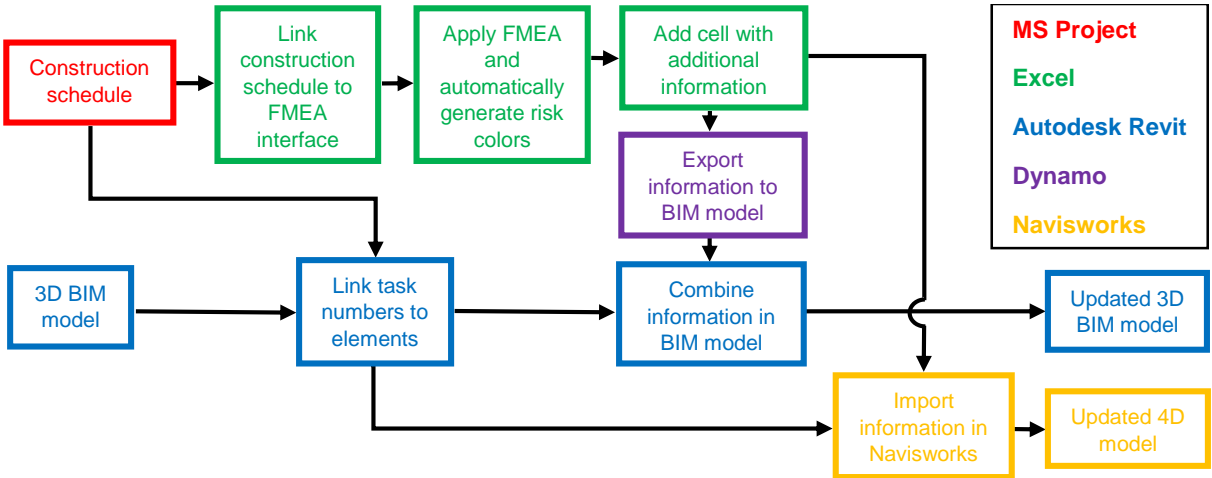 Construction
schedule
Link
construction
schedule to
FMEA
interface
Apply FMEA
and
automatically
generate risk
colors
Add cell with
additional
information
MS Project
Excel
Autodesk Revit
Dynamo
Navisworks
Export
information to
BIM model
3D BIM
model
Link task
numbers to
elements
Combine
information in
BIM model
Updated 3D
BIM model
Import
information in
Navisworks
Updated 4D
model